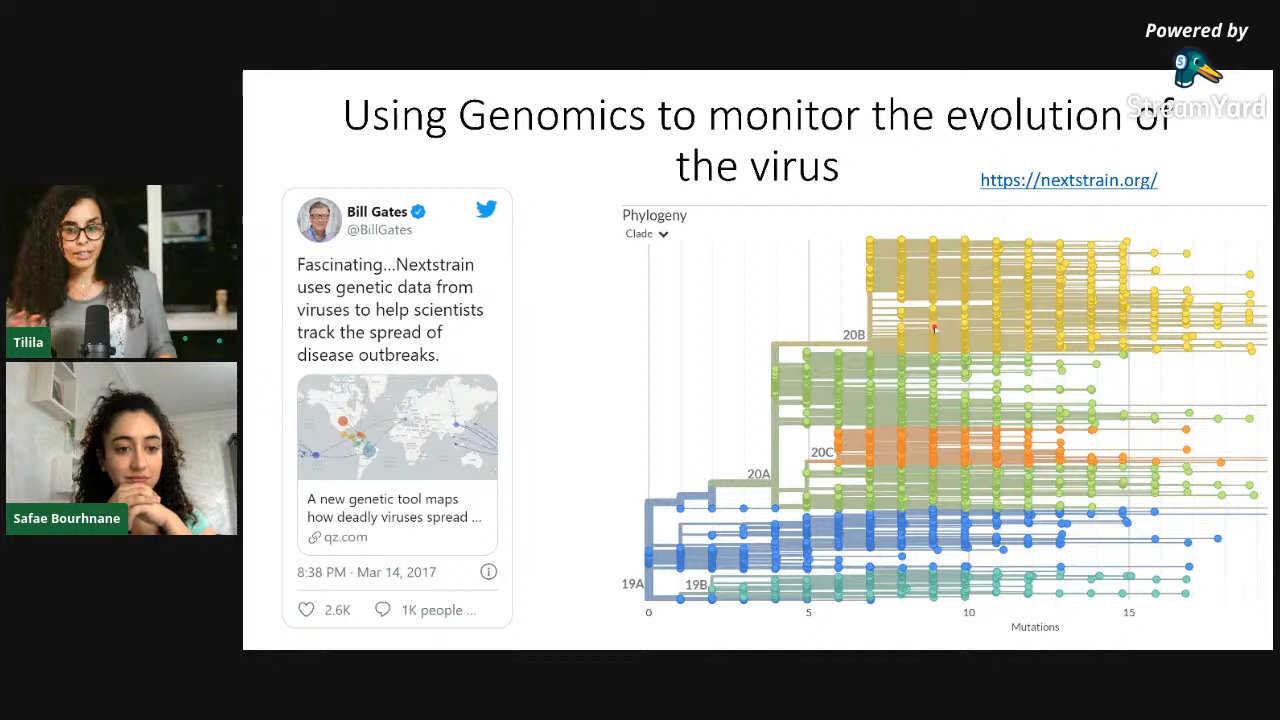 Powered by
StreamYard
Using Genomics to monitor the evolution of
the virus
https://nextstrain.org/
Bill Gates
@BillGates
Fascinating...Nextstrain
uses genetic data from
viruses to help scientists
track the spread of
disease outbreaks.
A new genetic tool maps
how deadly viruses spread ...
qz.com
8:38 PM · Mar 14, 2017
2.6K
1K people ...
Phylogeny
Clade
20B
20C
20A
19A
19B
0
5
10
15
Mutations
Tilila
Safae Bourhnane